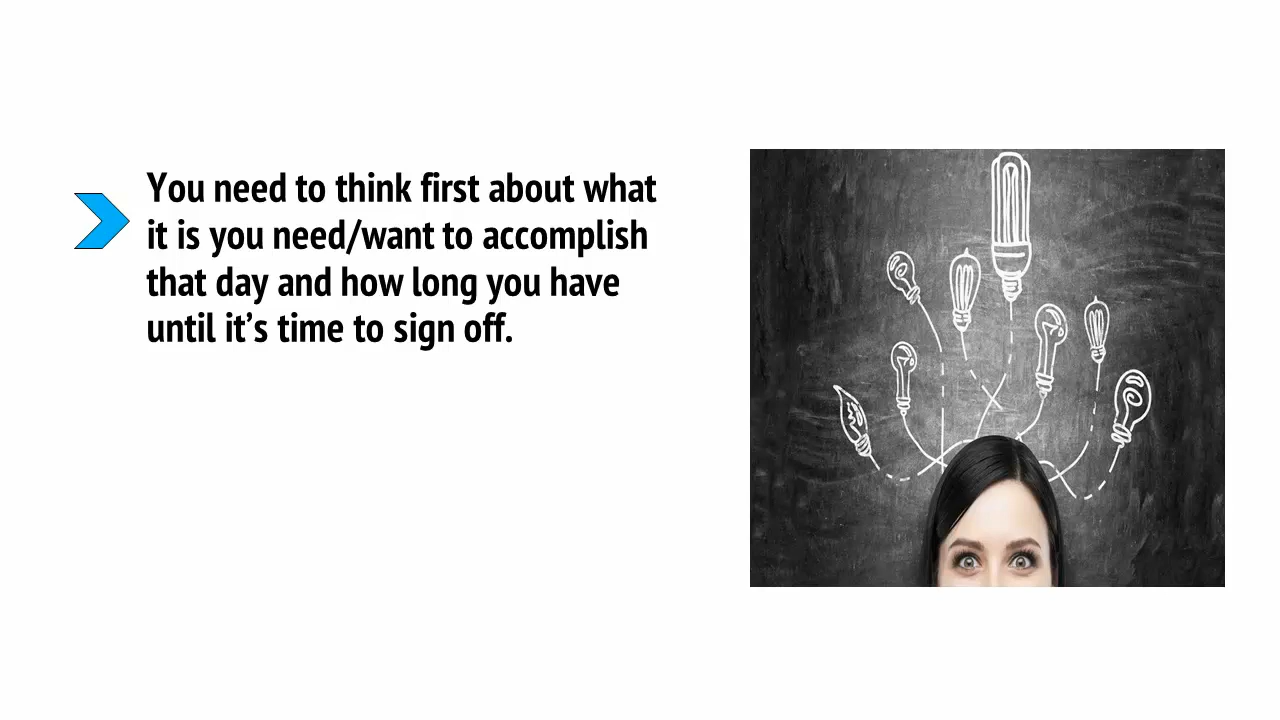 You need to think first about what
it is you need/want to accomplish
that day and how long you have
until it’s time to sign off.